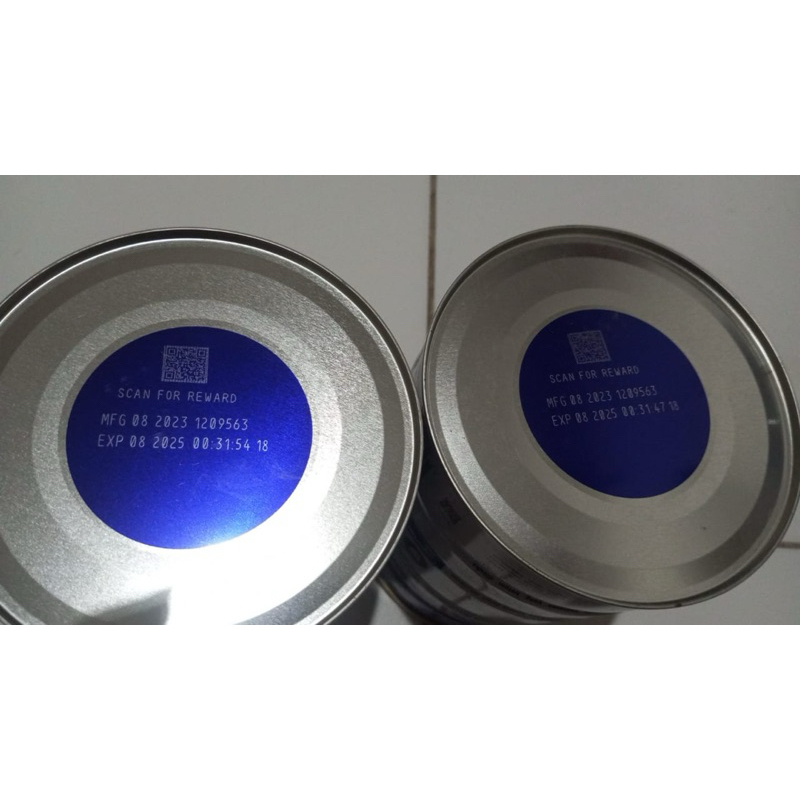 SCAN FOR REWARD
MFG 08 2023 1209563
EXP 08 2025 00:31:54 18
SCAN FOR REWARD
MFG 08 2023 1209563
EXP 08 2025 00:31:47 18